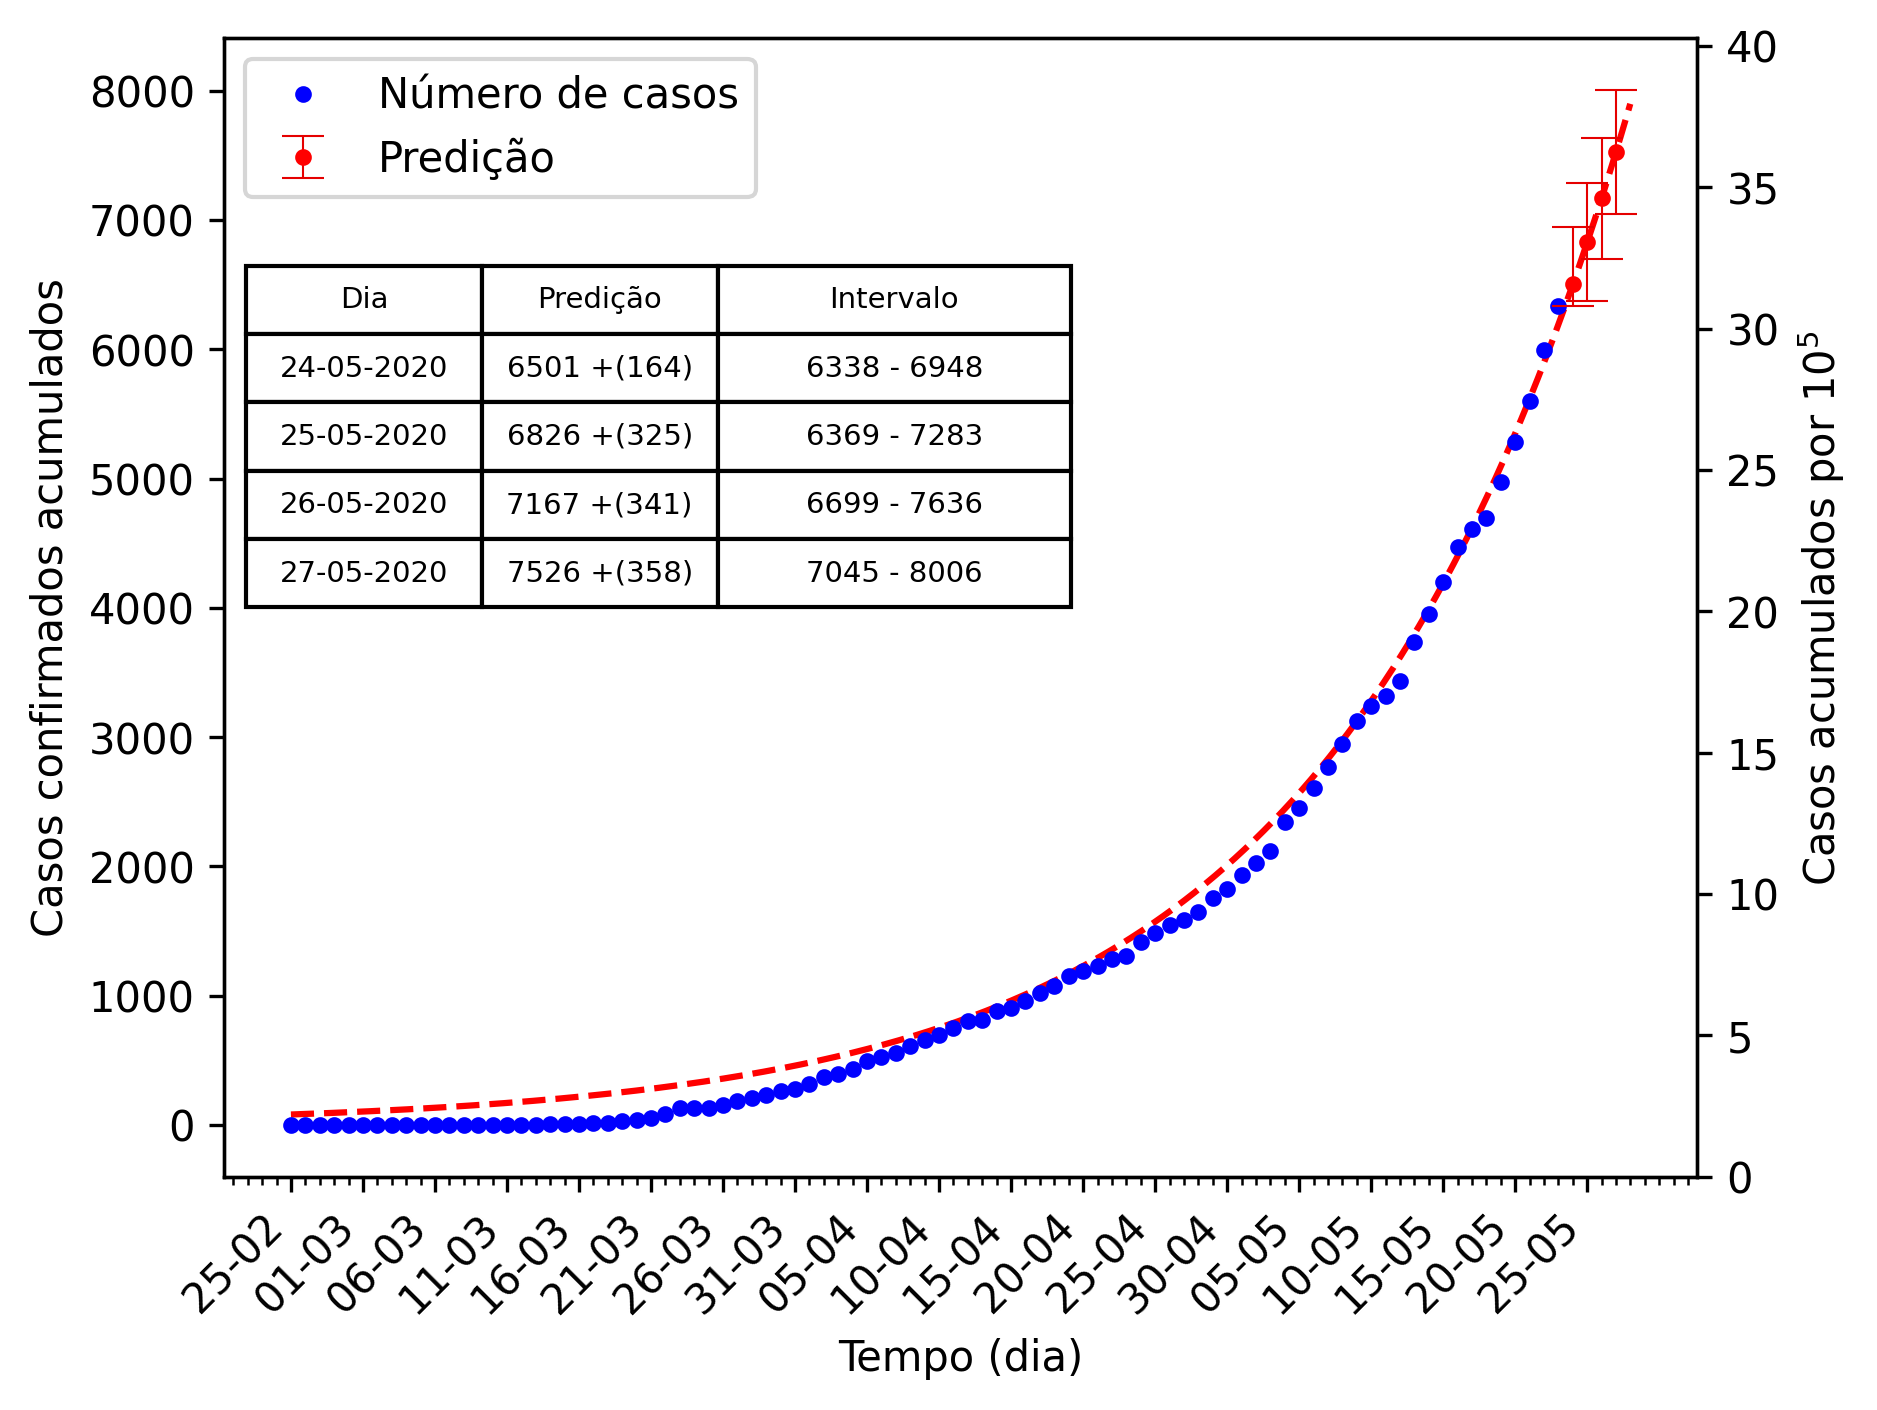 Número de casos
Predição
Dia Predição Intervalo
24-05-2020 6501 +(164) 6338 - 6948
25-05-2020 6826 +(325) 6369 - 7283
26-05-2020 7167 +(341) 6699 - 7636
27-05-2020 7526 +(358) 7045 - 8006
Casos confirmados acumulados
8000
7000
6000
5000
4000
3000
2000
1000
0
40
35
30
25
20
15
10
5
0
Casos acumulados por 10⁵
25-02 01-03 06-03 11-03 16-03 21-03 26-03 31-03 05-04 10-04 15-04 20-04 25-04 30-04 05-05 10-05 15-05 20-05 25-05
Tempo (dia)